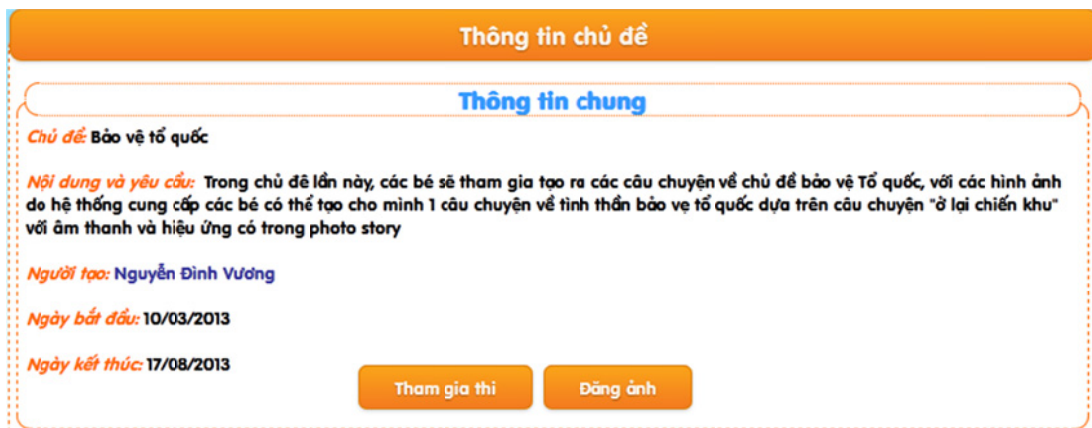 Thông tin chủ đề
Thông tin chung
Chủ đề: Bảo vệ tổ quốc
Nội dung và yêu cầu: Trong chủ đê lần này, các bé sẽ tham gia tạo ra các câu chuyện về chủ đề bảo vệ Tổ quốc, với các hình ảnh
do hệ thống cung cấp các bé có thể tạo cho mình 1 câu chuyện về tình thần bảo vẹ tổ quốc dựa trên câu chuyện "ở lại chiến khu"
với âm thanh và hiệu ứng có trong photo story
Người tạo: Nguyễn Đình Vương
Ngày bắt đầu: 10/03/2013
Ngày kết thúc: 17/08/2013
Tham gia thi Đăng ảnh